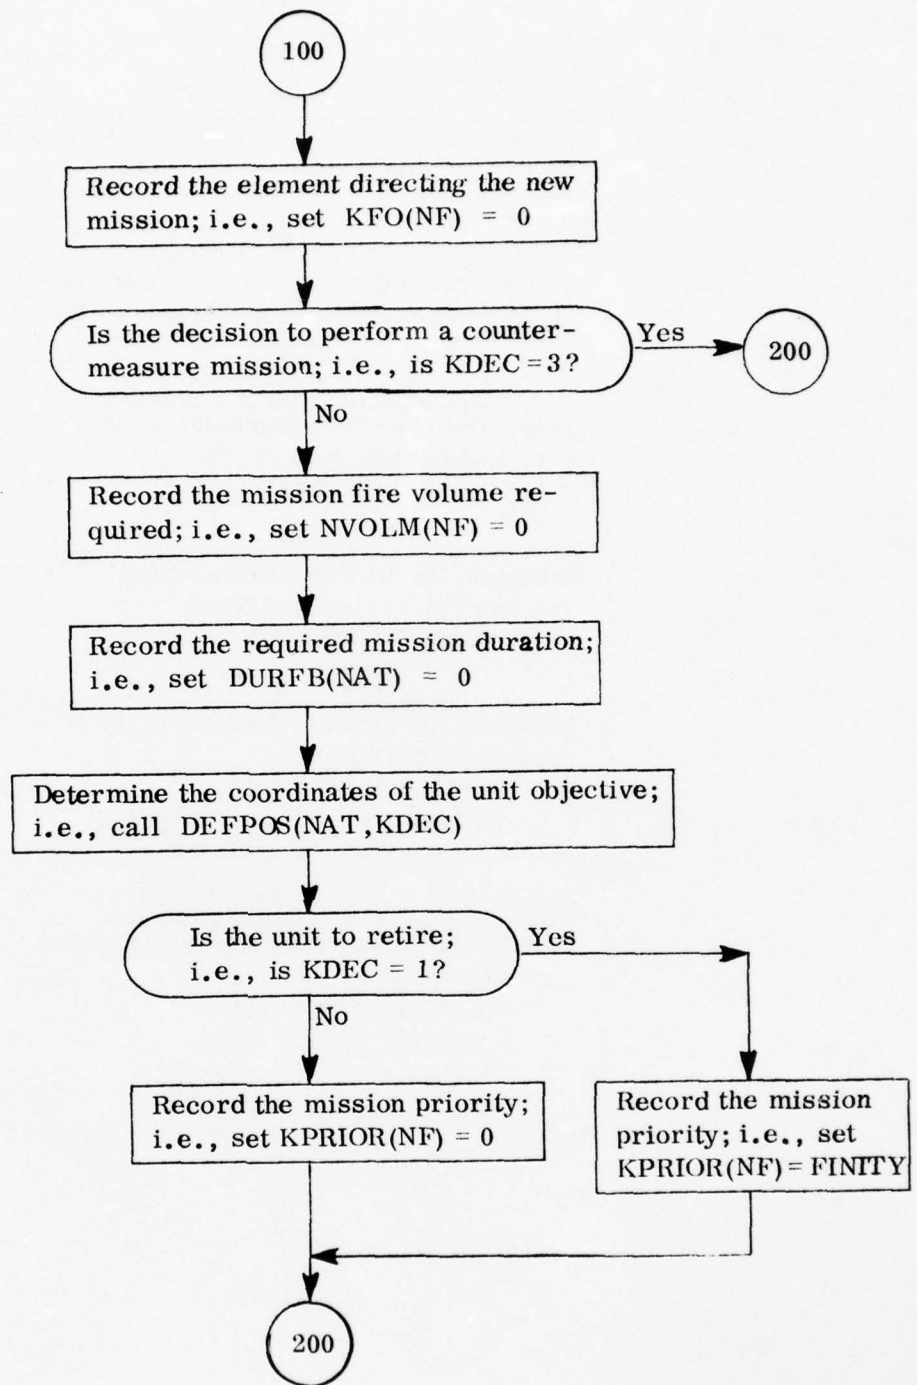 100
Record the element directing the new
mission; i.e., set KFO(NF) = 0
Is the decision to perform a counter-
measure mission; i.e., is KDEC=3?
Yes
200
No
Record the mission fire volume re-
quired; i.e., set NVOLM(NF) = 0
Record the required mission duration;
i.e., set DURFB(NAT) = 0
Determine the coordinates of the unit objective;
i.e., call DEFPOS(NAT,KDEC)
Is the unit to retire;
i.e., is KDEC = 1?
Yes
No
Record the mission priority;
i.e., set KPRIOR(NF) = 0
Record the mission
priority; i.e., set
KPRIOR(NF) = FINITY
200